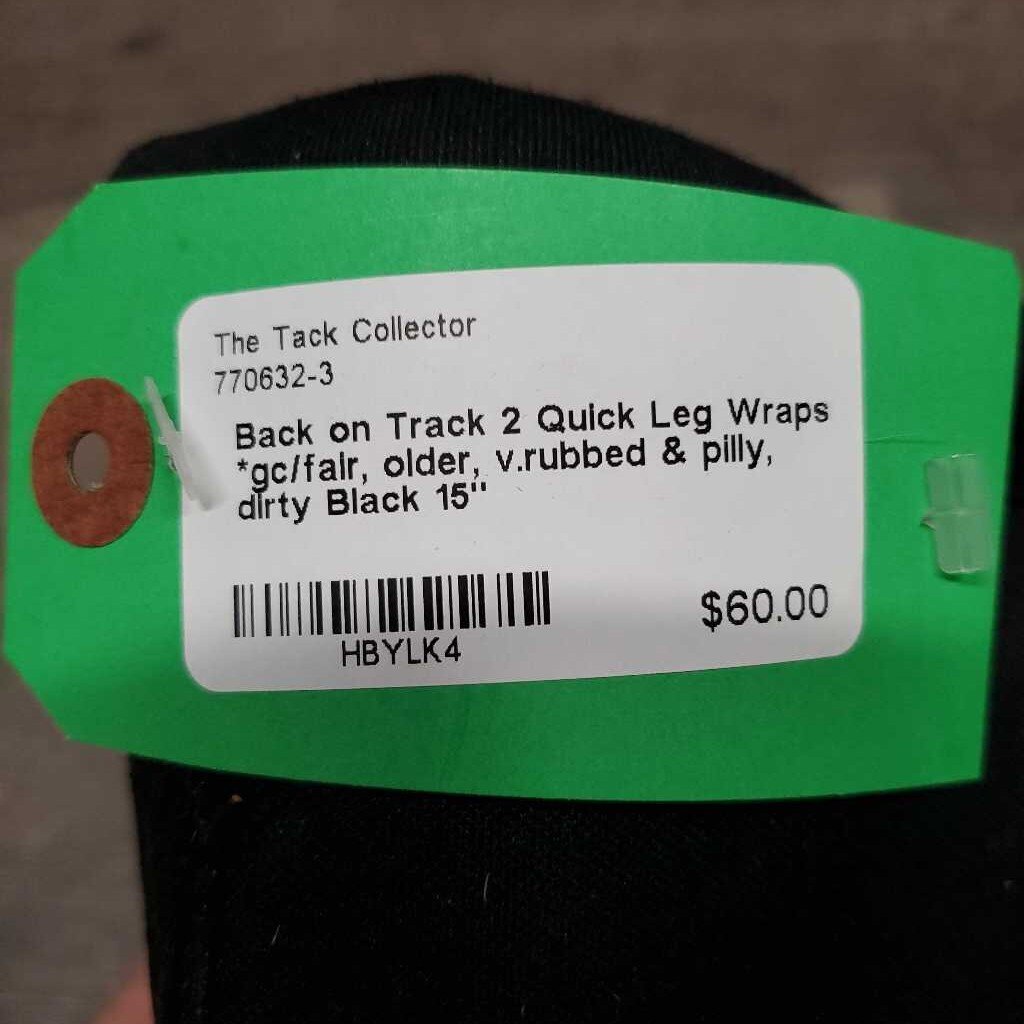 The Tack Collector
770632-3
Back on Track 2 Quick Leg Wraps
*gc/fair, older, v.rubbed & pilly,
dirty Black 15"
HBYLK4
$60.00